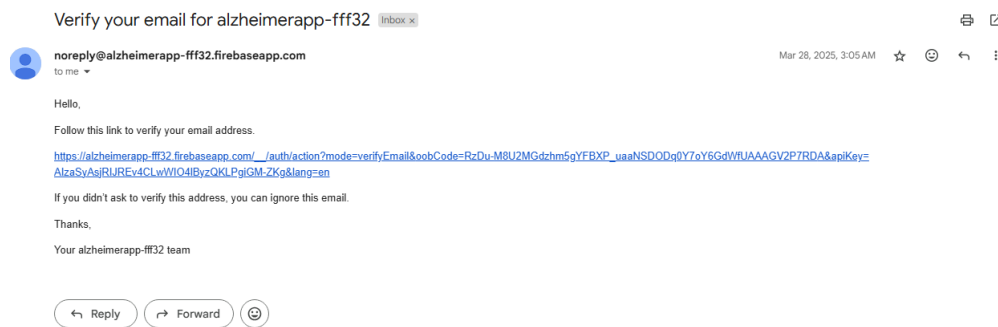 Verify your email for alzheimerapp-fff32 Inbox x
noreply@alzheimerapp-fff32.firebaseapp.com Mar 28, 2025, 3:05 AM
to me
Hello,
Follow this link to verify your email address.
https://alzheimerapp-fff32.firebaseapp.com/__/auth/action?mode=verifyEmail&oobCode=RzDu-M8U2MGdzhm5gYFBXP_uaaNSDODq0Y7oY6GdWfUAAAGV2P7RDA&apiKey=
AIzaSyAsjRIJREv4CLwWIO4lByzQKLPgiGM-ZKg&lang=en
If you didn't ask to verify this address, you can ignore this email.
Thanks,
Your alzheimerapp-fff32 team
Reply Forward